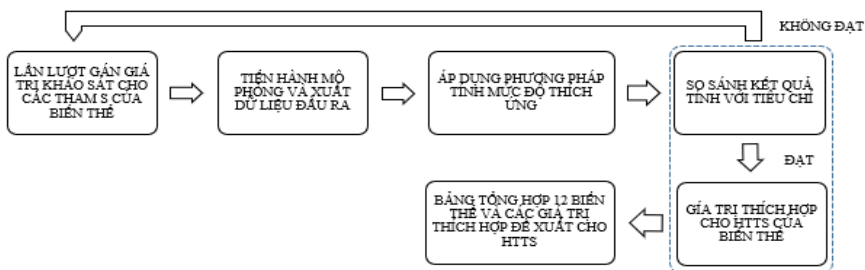 KHÔNG ĐẠT
LẦN LƯỢT GÁN GIÁ
TRỊ KHẢO SÁT CHO
CÁC THAM S CỦA
BIẾN THỂ
TIẾN HÀNH MÔ
PHỎNG VÀ XUẤT
DỮ LIỆU ĐẦU RA
ÁP DỤNG PHƯƠNG PHÁP
TÍNH MỨC ĐỘ THÍCH
ỨNG
SO SÁNH KẾT QUẢ
TÍNH VỚI TIÊU CHÍ
ĐẠT
GÍA TRỊ THÍCH HỢP
CHO HTTS CỦA
BIẾN THỂ
BẢNG TỔNG HỢP 12 BIẾN
THỂ VÀ CÁC GIÁ TRỊ
THÍCH HỢP ĐỀ XUẤT CHO
HTTS